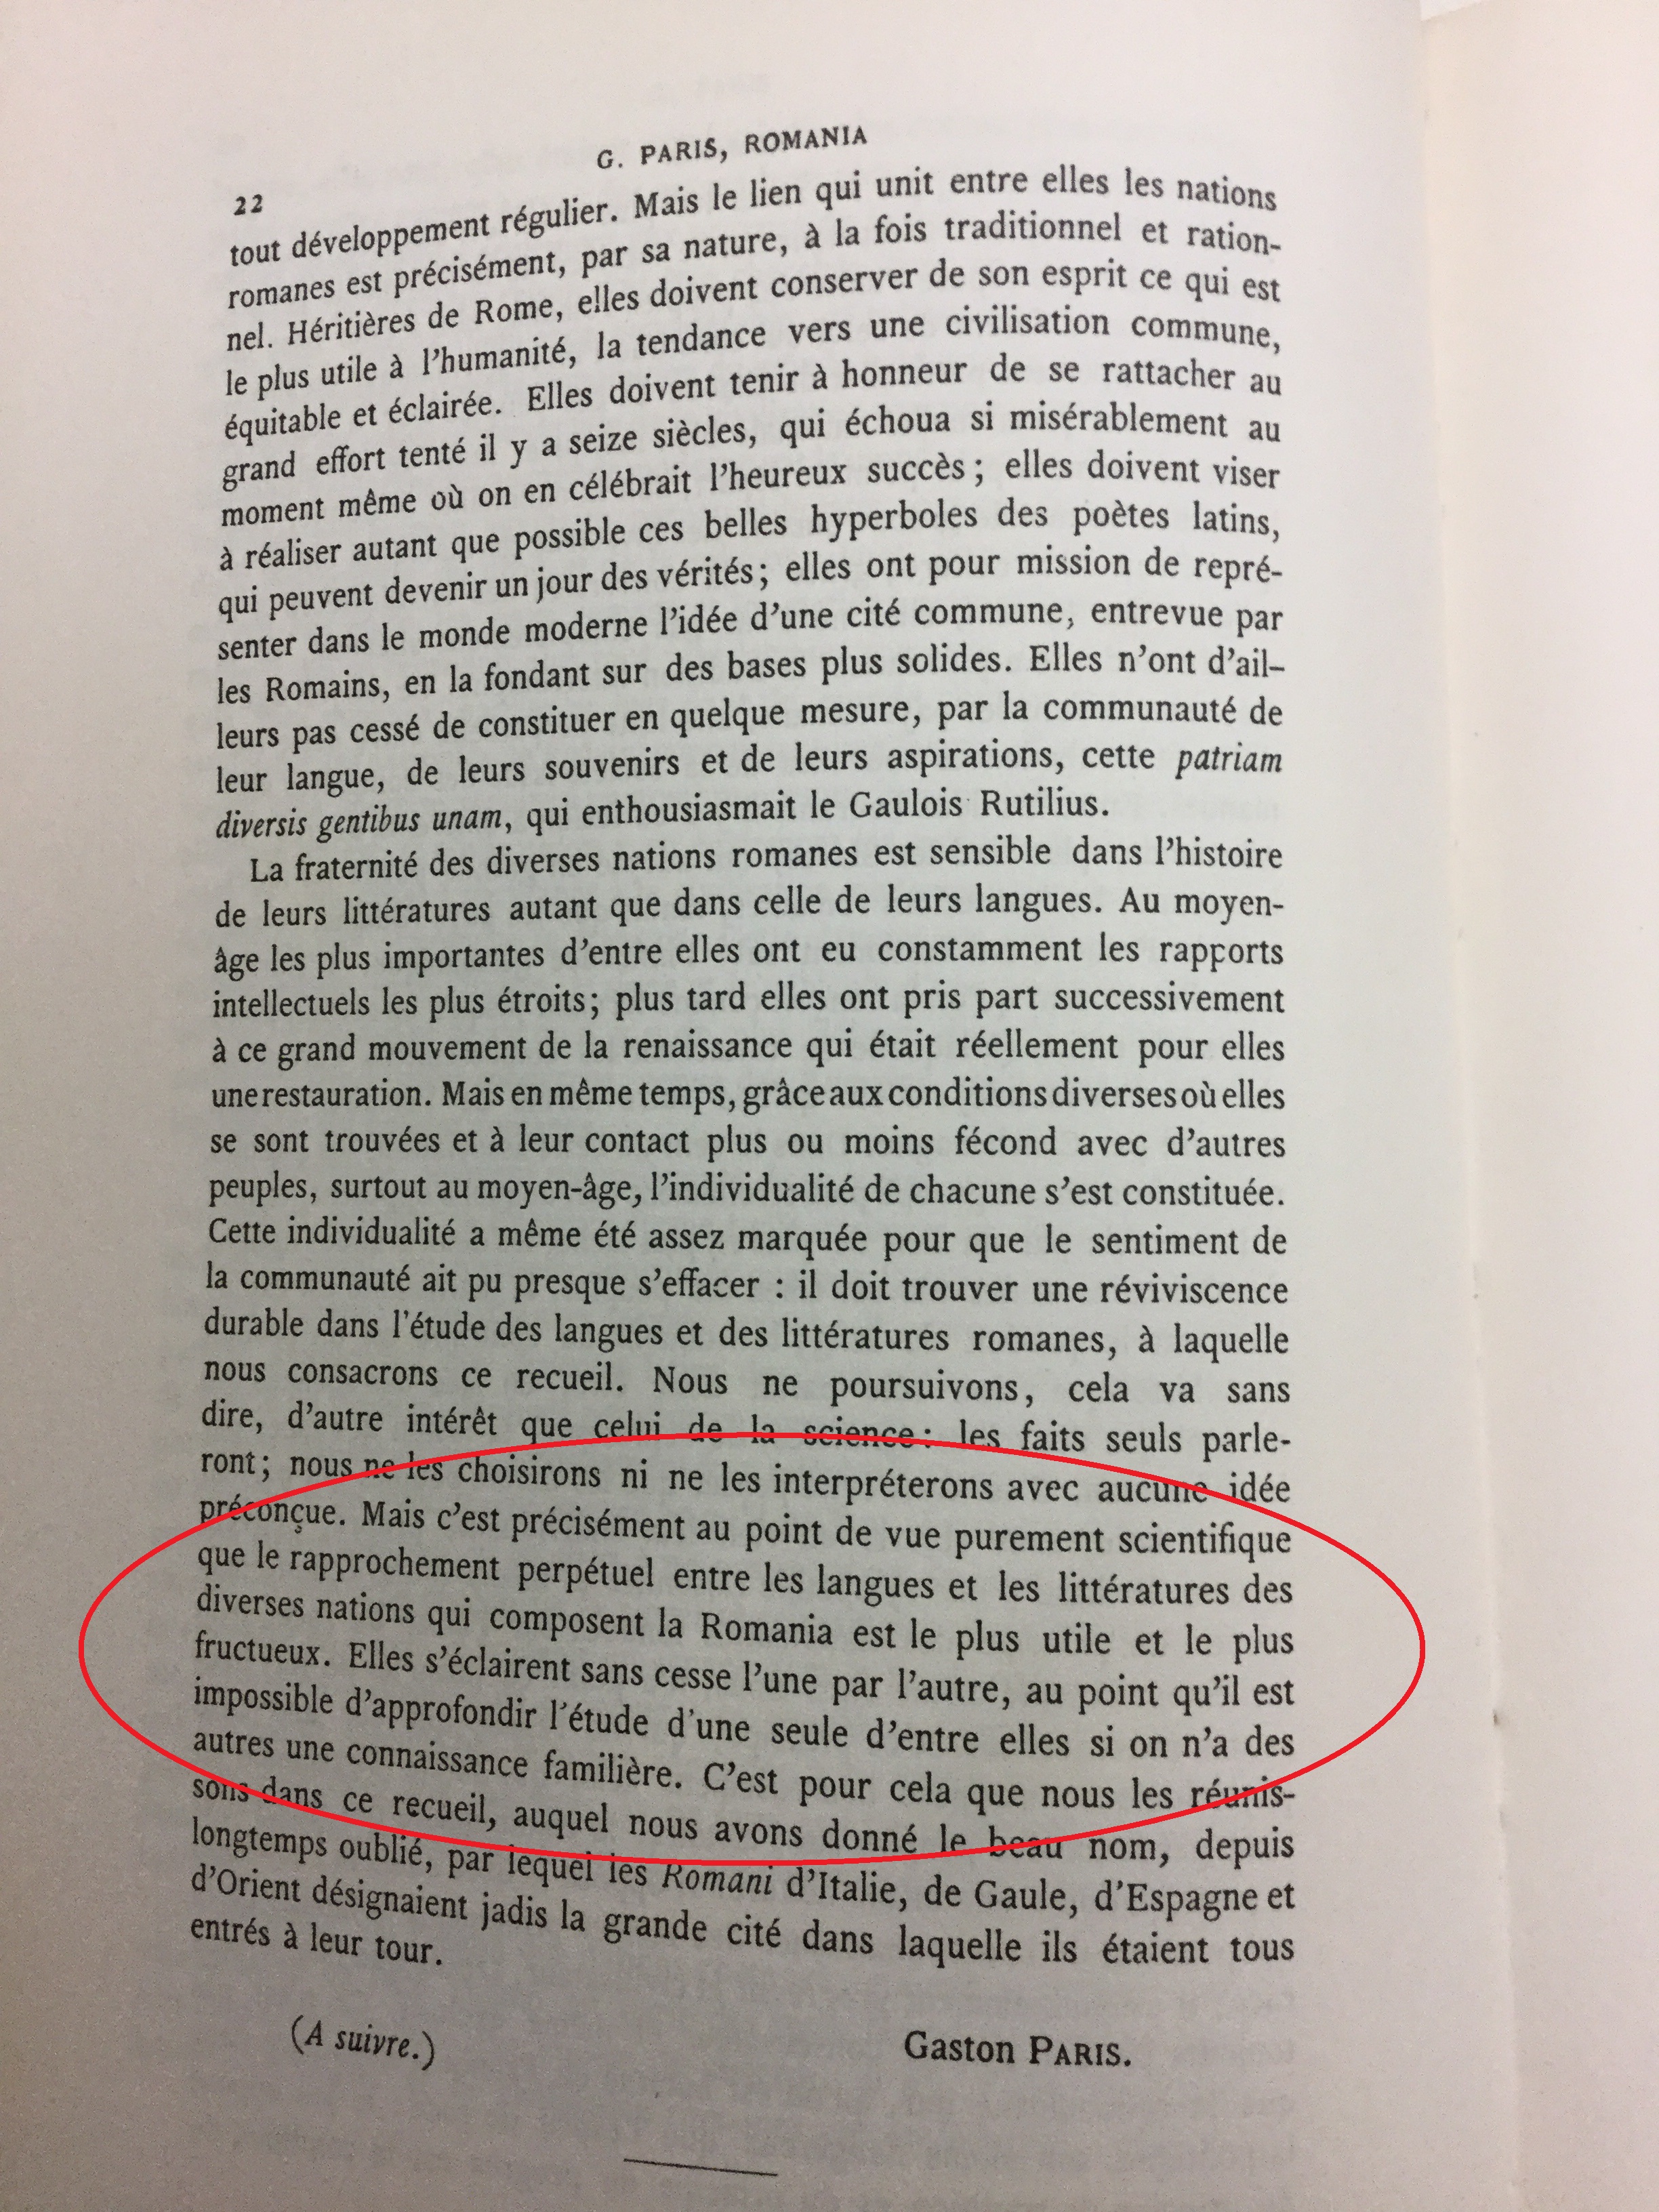 G. PARIS, ROMANIA
22
tout développement régulier. Mais le lien qui unit entre elles les nations
romanes est précisément, par sa nature, à la fois traditionnel et ration-
nel. Héritières de Rome, elles doivent conserver de son esprit ce qui est
le plus utile à l'humanité, la tendance vers une civilisation commune,
équitable et éclairée. Elles doivent tenir à honneur de se rattacher au
grand effort tenté il y a seize siècles, qui échoua si misérablement au
moment même où on en célébrait l'heureux succès ; elles doivent viser
à réaliser autant que possible ces belles hyperboles des poètes latins,
qui peuvent devenir un jour des vérités ; elles ont pour mission de repré-
senter dans le monde moderne l'idée d'une cité commune, entrevue par
les Romains, en la fondant sur des bases plus solides. Elles n'ont d'ail-
leurs pas cessé de constituer en quelque mesure, par la communauté de
leur langue, de leurs souvenirs et de leurs aspirations, cette patriam
diversis gentibus unam, qui enthousiasmait le Gaulois Rutilius.
La fraternité des diverses nations romanes est sensible dans l'histoire
de leurs littératures autant que dans celle de leurs langues. Au moyen-
âge les plus importantes d'entre elles ont eu constamment les rapports
intellectuels les plus étroits ; plus tard elles ont pris part successivement
à ce grand mouvement de la renaissance qui était réellement pour elles
une restauration. Mais en même temps, grâce aux conditions diverses où elles
se sont trouvées et à leur contact plus ou moins fécond avec d'autres
peuples, surtout au moyen-âge, l'individualité de chacune s'est constituée.
Cette individualité a même été assez marquée pour que le sentiment de
la communauté ait pu presque s'effacer : il doit trouver une réviviscence
durable dans l'étude des langues et des littératures romanes, à laquelle
nous consacrons ce recueil. Nous ne poursuivons, cela va sans
dire, d'autre intérêt que celui de la science : les faits seuls parle-
ront ; nous ne les choisirons ni ne les interpréterons avec aucune idée
préconçue. Mais c'est précisément au point de vue purement scientifique
que le rapprochement perpétuel entre les langues et les littératures des
diverses nations qui composent la Romania est le plus utile et le plus
fructueux. Elles s'éclairent sans cesse l'une par l'autre, au point qu'il est
impossible d'approfondir l'étude d'une seule d'entre elles si on n'a des
autres une connaissance familière. C'est pour cela que nous les réunis-
sons dans ce recueil, auquel nous avons donné le beau nom, depuis
longtemps oublié, par lequel les Romani d'Italie, de Gaule, d'Espagne et
d'Orient désignaient jadis la grande cité dans laquelle ils étaient tous
entrés à leur tour.
(A suivre.)
Gaston PARIS.